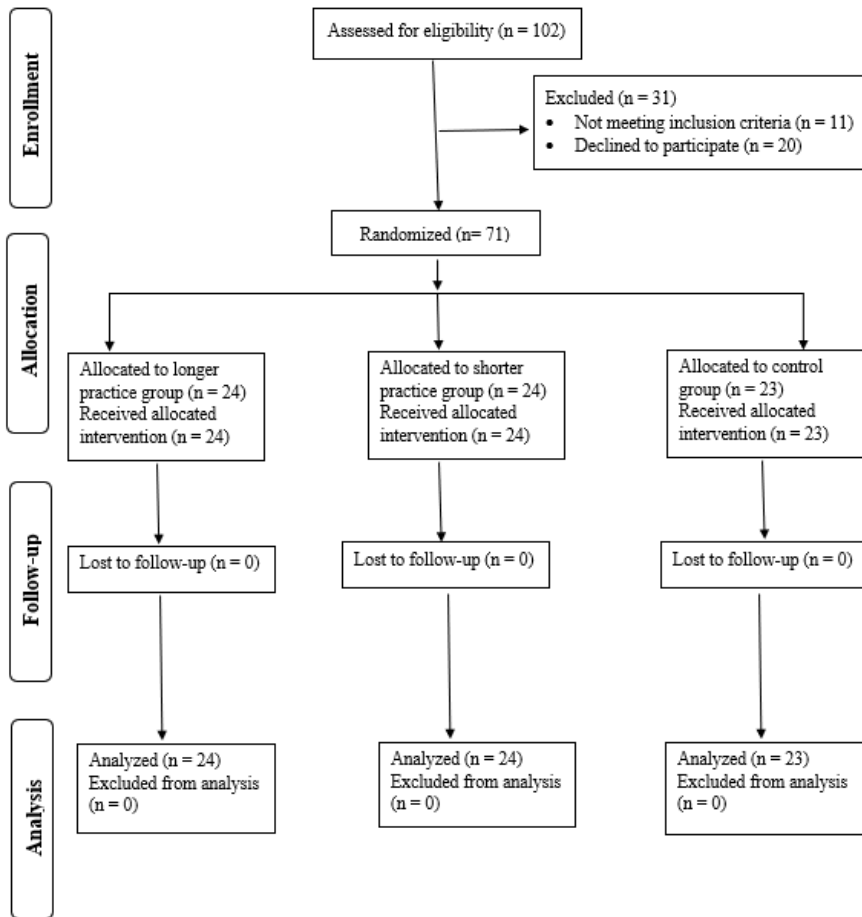 Enrollment
Assessed for eligibility (n = 102)
Excluded (n = 31)
• Not meeting inclusion criteria (n = 11)
• Declined to participate (n = 20)
Randomized (n= 71)
Allocation
Allocated to longer
practice group (n = 24)
Received allocated
intervention (n = 24)
Allocated to shorter
practice group (n = 24)
Received allocated
intervention (n = 24)
Allocated to control
group (n = 23)
Received allocated
intervention (n = 23)
Follow-up
Lost to follow-up (n = 0)
Lost to follow-up (n = 0)
Lost to follow-up (n = 0)
Analysis
Analyzed (n = 24)
Excluded from analysis
(n = 0)
Analyzed (n = 24)
Excluded from analysis
(n = 0)
Analyzed (n = 23)
Excluded from analysis
(n = 0)